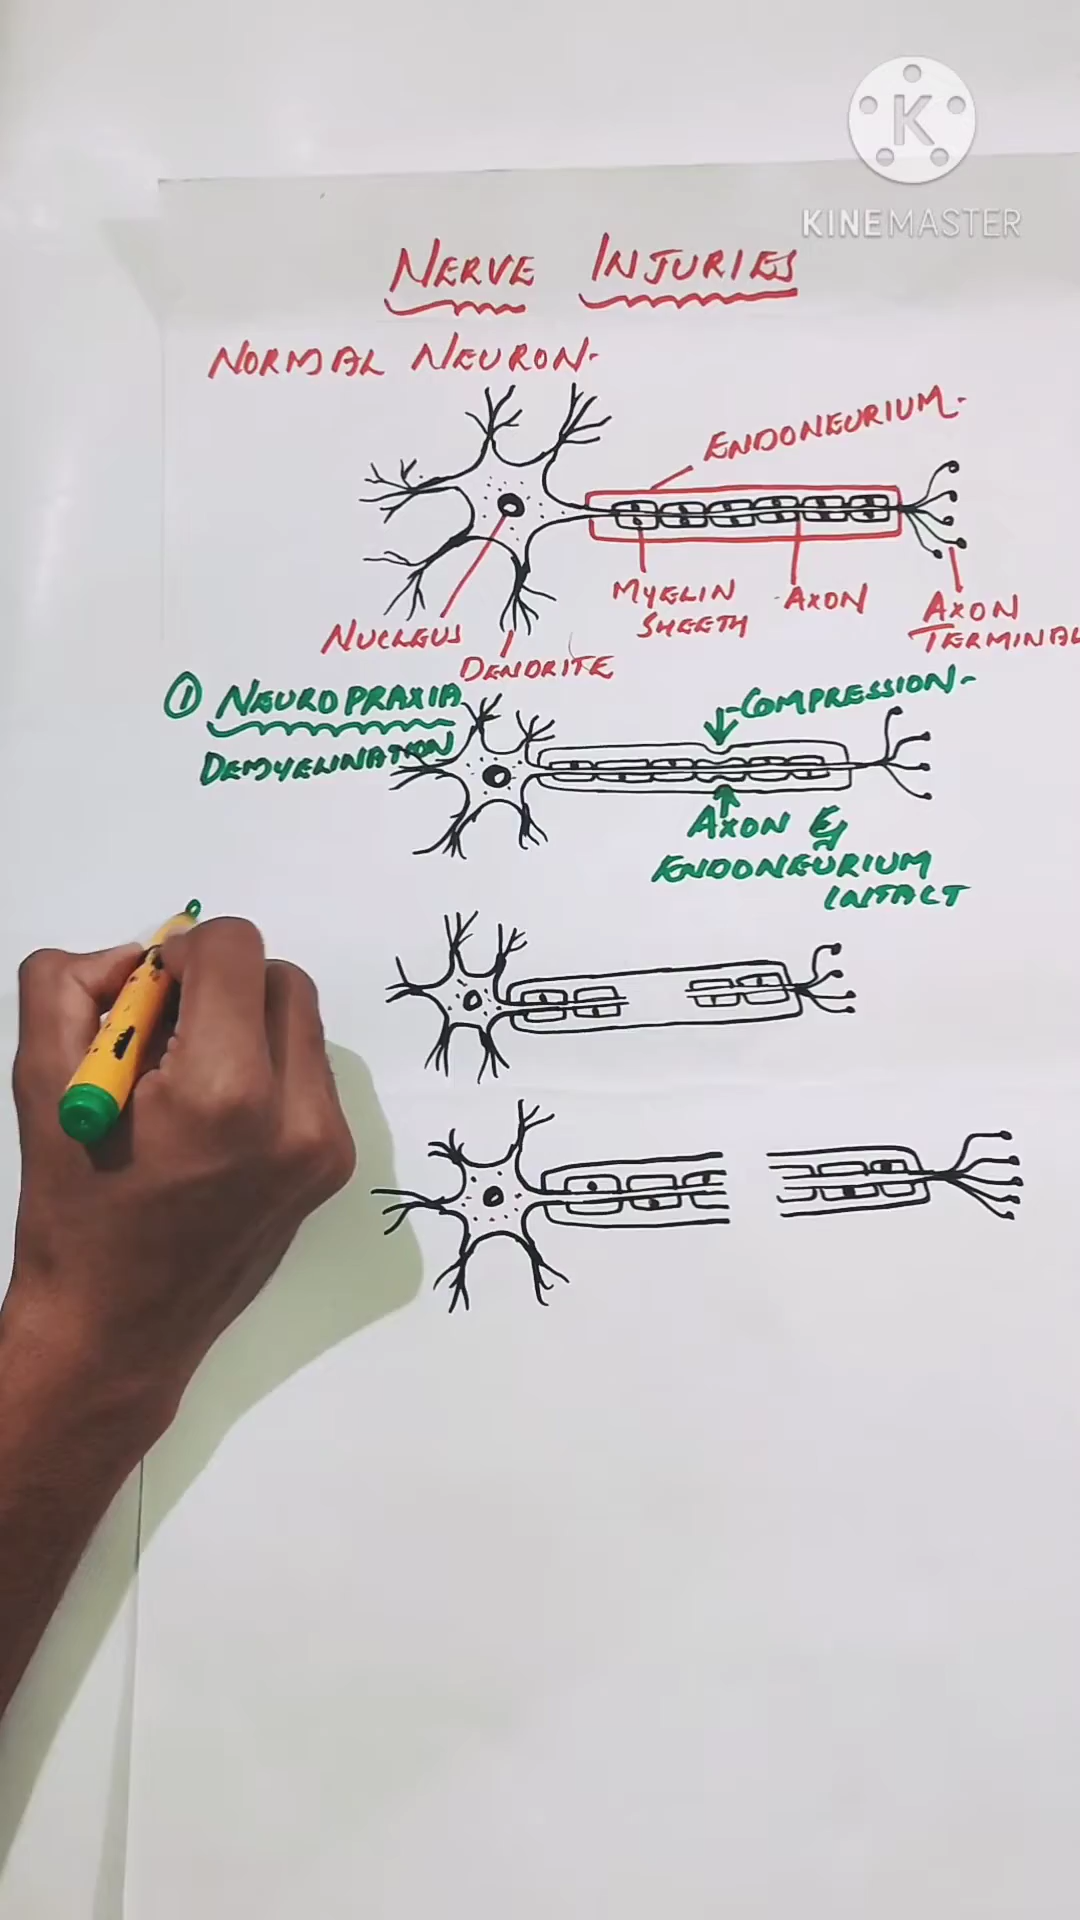 KINEMASTER
NERVE INJURIES
NORMAL NEURON-
ENDONEURIUM-
MYELIN
SHEETH
AXON
AXON
TERMINAL
NUCLEUS
DENDRITE
① NEUROPRAXIA
DEMYELINATION
COMPRESSION-
AXON &
ENDONEURIUM
INTACT